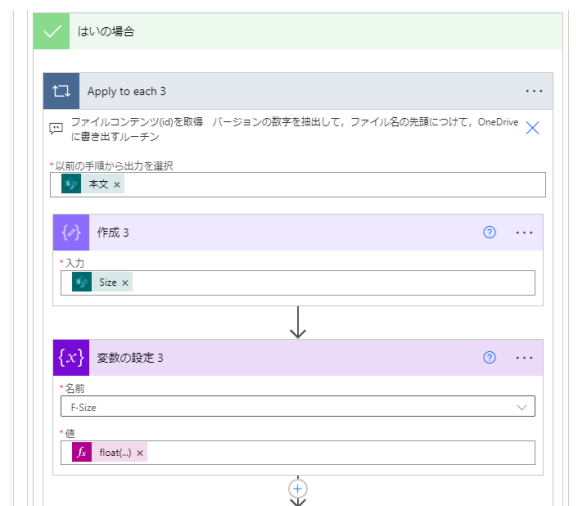 はいの場合
Apply to each 3
ファイルコンテンツ(id)を取得　バージョンの数字を抽出して，ファイル名の先頭につけて，OneDrive
に書き出すルーチン
*以前の手順から出力を選択
本文 ×
作成 3
*入力
Size ×
{x} 変数の設定 3
*名前
F-Size
*値
fx float(...) ×